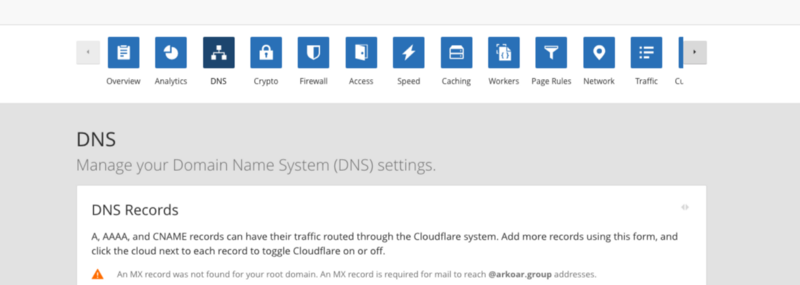 Overview Analytics DNS Crypto Firewall Access Speed Caching Workers Page Rules Network Traffic
DNS
Manage your Domain Name System (DNS) settings.
DNS Records
A, AAAA, and CNAME records can have their traffic routed through the Cloudflare system. Add more records using this form, and
click the cloud next to each record to toggle Cloudflare on or off.
An MX record was not found for your root domain. An MX record is required for mail to reach @arkoar.group addresses.